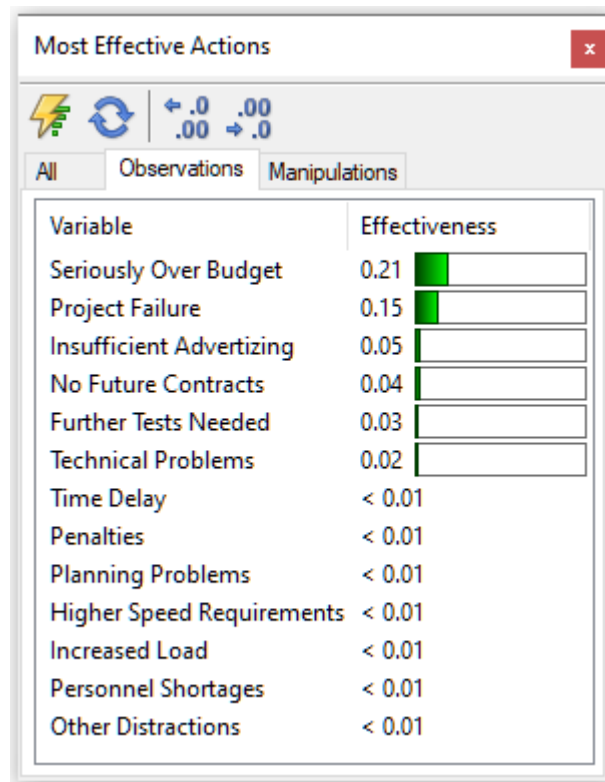 Most Effective Actions
x
.0 .00
.00 .0
All Observations Manipulations
Variable Effectiveness
Seriously Over Budget 0.21
Project Failure 0.15
Insufficient Advertizing 0.05
No Future Contracts 0.04
Further Tests Needed 0.03
Technical Problems 0.02
Time Delay < 0.01
Penalties < 0.01
Planning Problems < 0.01
Higher Speed Requirements < 0.01
Increased Load < 0.01
Personnel Shortages < 0.01
Other Distractions < 0.01